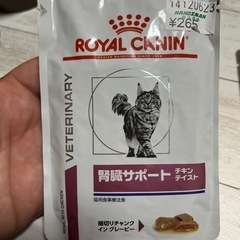 14120623
NANOZBAN
¥265
ROYAL CANIN
VETERINARY
腎臓サポート
チキン
テイスト
猫用食事療法食
細切りチャンク
イン グレービー